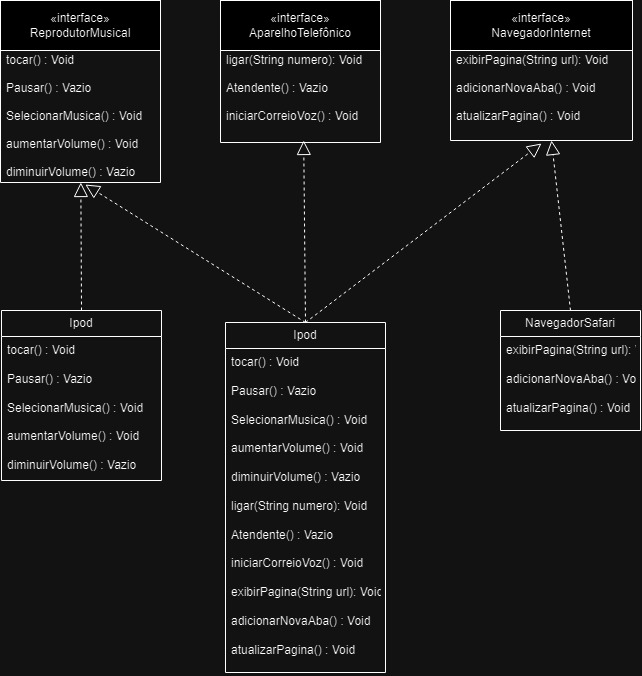 «interface»
ReprodutorMusical
tocar() : Void
Pausar() : Vazio
SelecionarMusica() : Void
aumentarVolume() : Void
diminuirVolume() : Vazio
«interface»
AparelhoTelefônico
ligar(String numero): Void
Atendente() : Vazio
iniciarCorreioVoz() : Void
«interface»
NavegadorInternet
exibirPagina(String url): Void
adicionarNovaAba() : Void
atualizarPagina() : Void
Ipod
tocar() : Void
Pausar() : Vazio
SelecionarMusica() : Void
aumentarVolume() : Void
diminuirVolume() : Vazio
Ipod
tocar() : Void
Pausar() : Vazio
SelecionarMusica() : Void
aumentarVolume() : Void
diminuirVolume() : Vazio
ligar(String numero): Void
Atendente() : Vazio
iniciarCorreioVoz() : Void
exibirPagina(String url): Void
adicionarNovaAba() : Void
atualizarPagina() : Void
NavegadorSafari
exibirPagina(String url):
adicionarNovaAba() : Vo
atualizarPagina() : Void